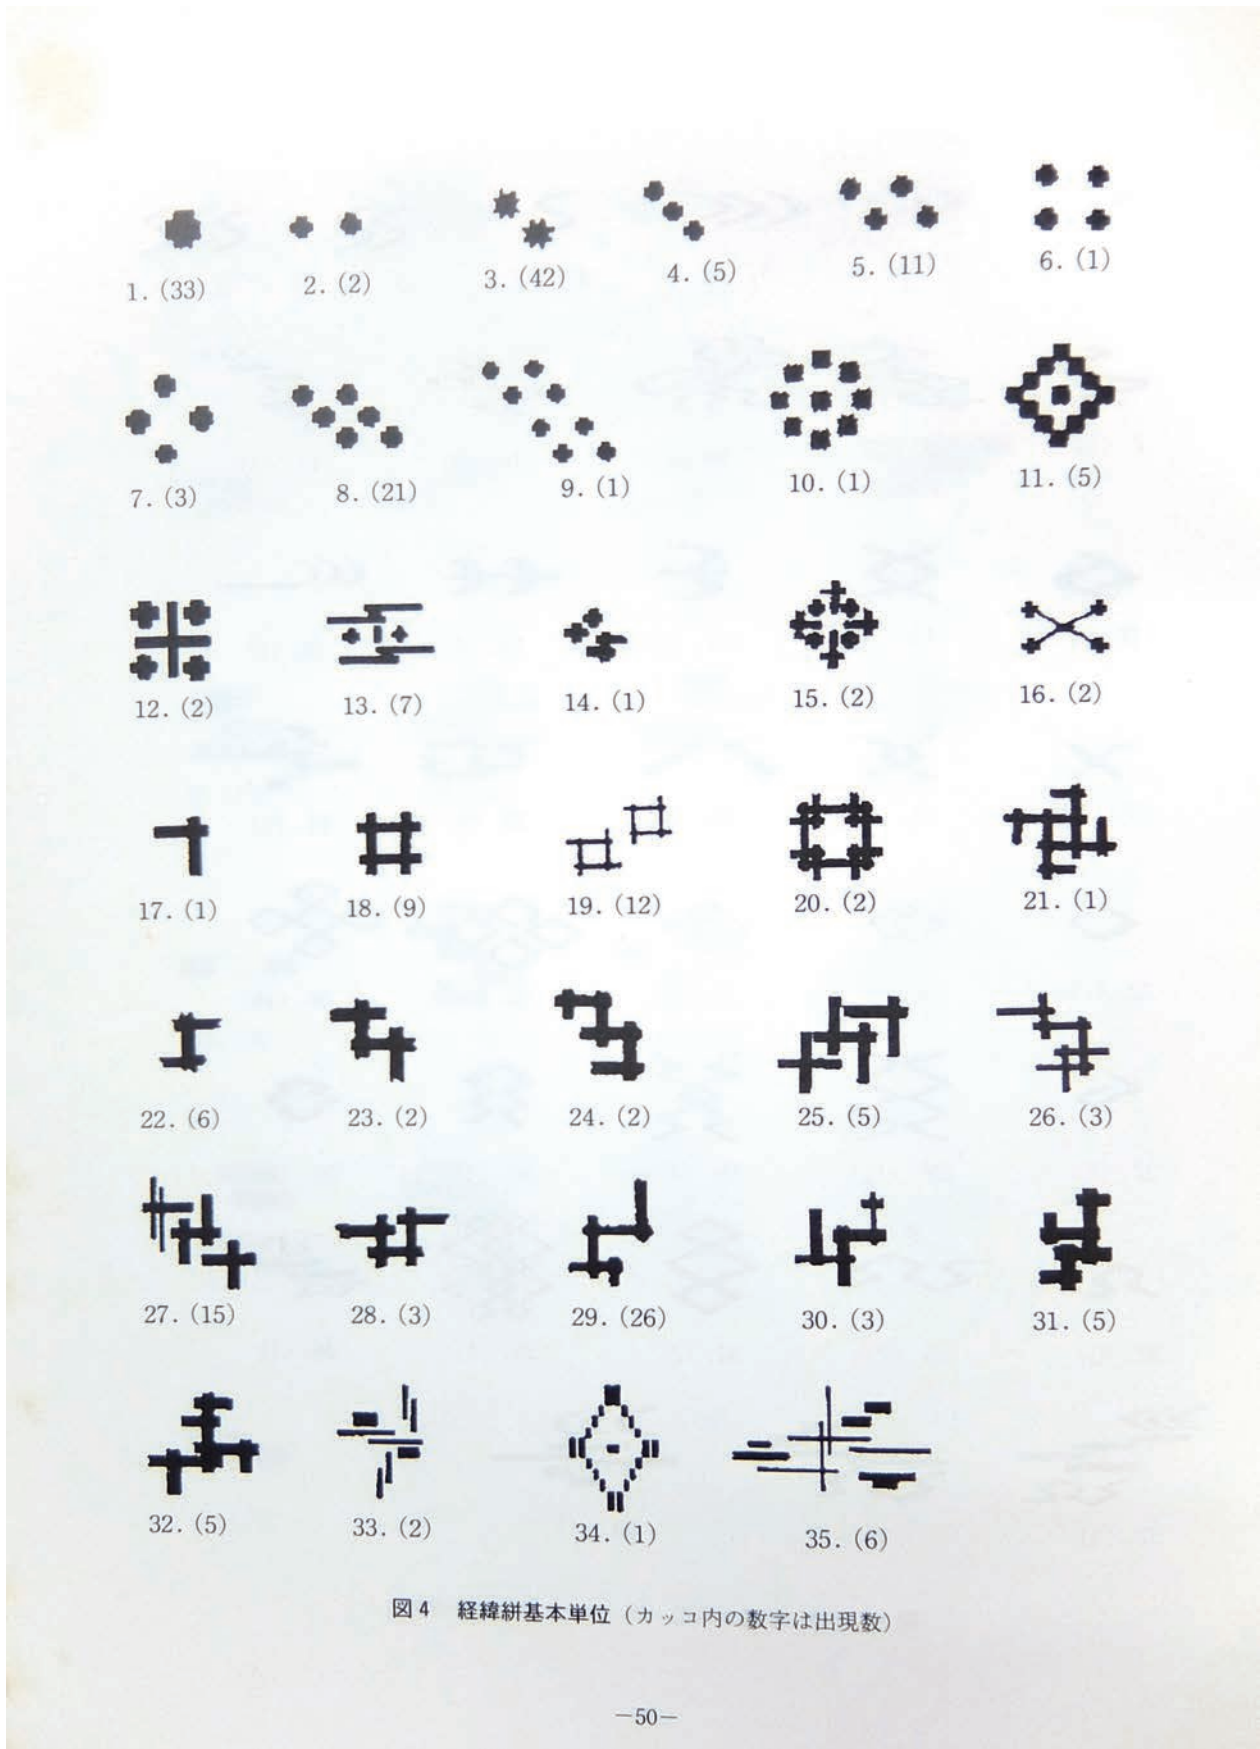 1. (33) 2. (2) 3. (42) 4. (5) 5. (11) 6. (1)
7. (3) 8. (21) 9. (1) 10. (1) 11. (5)
12. (2) 13. (7) 14. (1) 15. (2) 16. (2)
17. (1) 18. (9) 19. (12) 20. (2) 21. (1)
22. (6) 23. (2) 24. (2) 25. (5) 26. (3)
27. (15) 28. (3) 29. (26) 30. (3) 31. (5)
32. (5) 33. (2) 34. (1) 35. (6)
図4 経緯絣基本単位(カッコ内の数字は出現数)
—50—